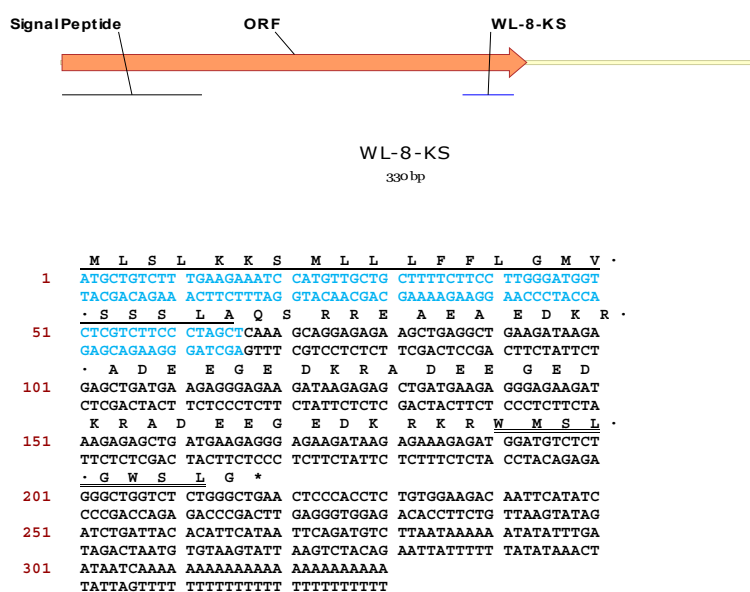 Signal Peptide ORF WL-8-KS
WL-8-KS
330bp
M L S L K K S M L L L F F L G M V ·
1 ATGCTGTCTT TGAAGAAATC CATGTTGCTG CTTTTCTTCC TTGGGATGGT
TACGACAGAA ACTTCTTTAG GTACAACGAC GAAAAGAAGG AACCCTACCA
· S S S L A Q S R R E A E A E D K R ·
51 CTCGTCTTCC CTAGCTCAAA GCAGGAGAGA AGCTGAGGCT GAAGATAAGA
GAGCAGAAGG GATCGAGTTT CGTCCTCTCT TCGACTCCGA CTTCTATTCT
· A D E E G E D K R A D E E G E D
101 GAGCTGATGA AGAGGGAGAA GATAAGAGAG CTGATGAAGA GGGAGAAGAT
CTCGACTACT TCTCCCTCTT CTATTCTCTC GACTACTTCT CCCTCTTCTA
K R A D E E G E D K R K R W M S L ·
151 AAGAGAGCTG ATGAAGAGGG AGAAGATAAG AGAAAGAGAT GGATGTCTCT
TTCTCTCGAC TACTTCTCCC TCTTCTATTC TCTTTCTCTA CCTACAGAGA
· G W S L G *
201 GGGCTGGTCT CTGGGCTGAA CTCCCACCTC TGTGGAAGAC AATTCATATC
CCCGACCAGA GACCCGACTT GAGGGTGGAG ACACCTTCTG TTAAGTATAG
251 ATCTGATTAC ACATTCATAA TTCAGATGTC TTAATAAAAA ATATATTTGA
TAGACTAATG TGTAAGTATT AAGTCTACAG AATTATTTTT TATATAAACT
301 ATAATCAAAA AAAAAAAAAA AAAAAAAAAA
TATTAGTTTT TTTTTTTTTT TTTTTTTTTT